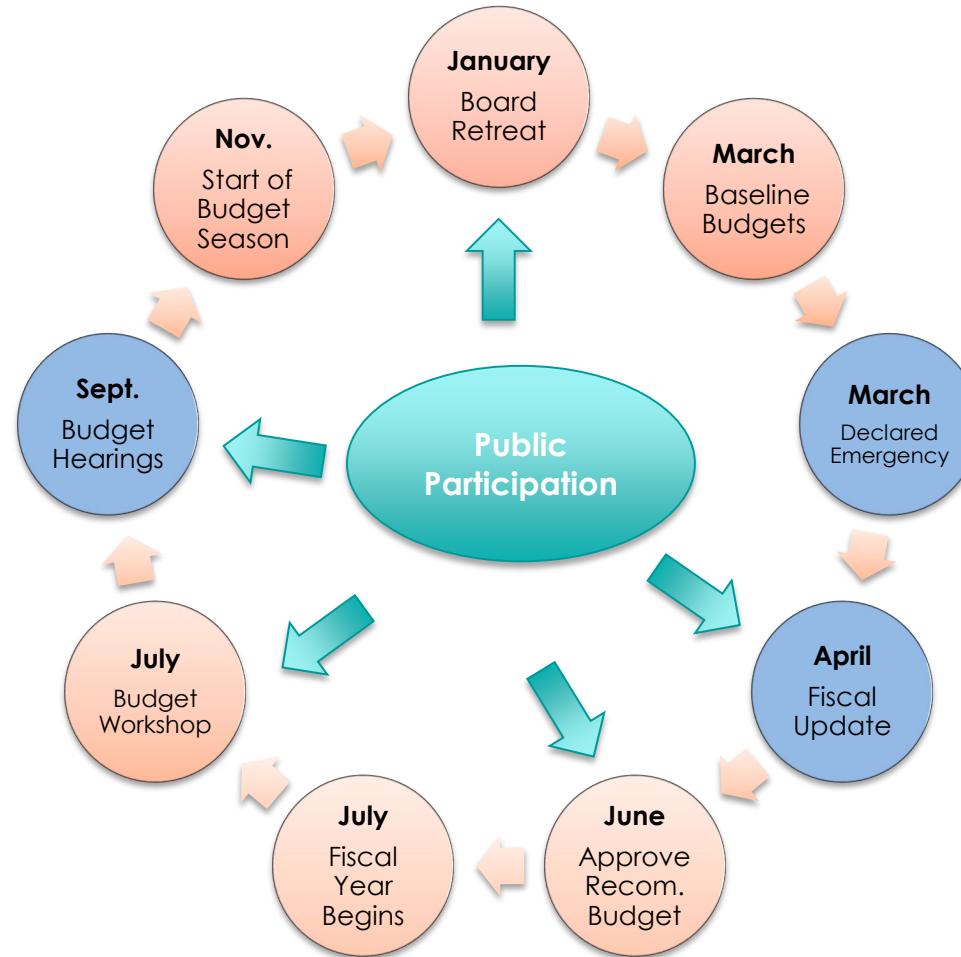 January
Board
Retreat
March
Baseline
Budgets
March
Declared
Emergency
April
Fiscal
Update
June
Approve
Recom.
Budget
July
Fiscal
Year
Begins
July
Budget
Workshop
Sept.
Budget
Hearings
Nov.
Start of
Budget
Season
Public
Participation